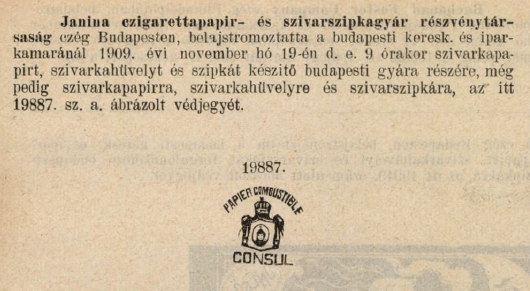 Janina czigarettapapir- és szivarszipkagyár részvénytár-
saság czég Budapesten, belajstromoztatta a budapesti keresk. és ipar-
kamaránál 1909. évi november hó 19-én d. e. 9 órakor szivarkapa-
pirt, szivarkahüvelyt és szipkát készitő budapesti gyára részére, még
pedig szivarkapapirra, szivarkahüvelyre és szivarszipkára, az itt
19887. sz. a. ábrázolt védjegyét.
19887.
PAPIER COMBUSTIBLE
CONSUL